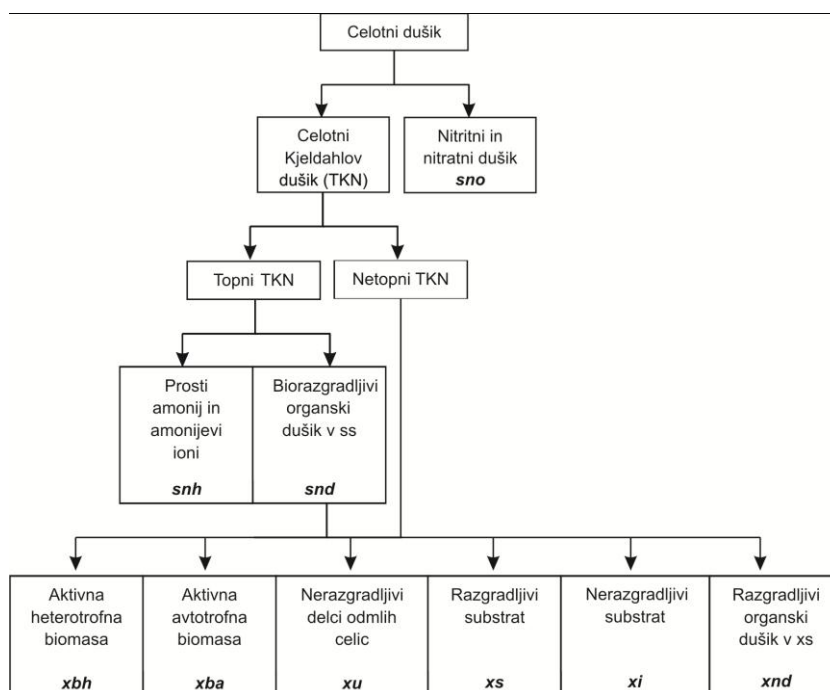 Celotni dušik
Celotni
Kjeldahlov
dušik (TKN)
Nitritni in
nitratni dušik
sno
Topni TKN
Netopni TKN
Prosti
amonij in
amonijevi
ioni
snh
Biorazgradljivi
organski
dušik v ss
snd
Aktivna
heterotrofna
biomasa
xbh
Aktivna
avtotrofna
biomasa
xba
Nerazgradljivi
delci odmlih
celic
xu
Razgradljivi
substrat
xs
Nerazgradljivi
substrat
xi
Razgradljivi
organski
dušik v xs
xnd